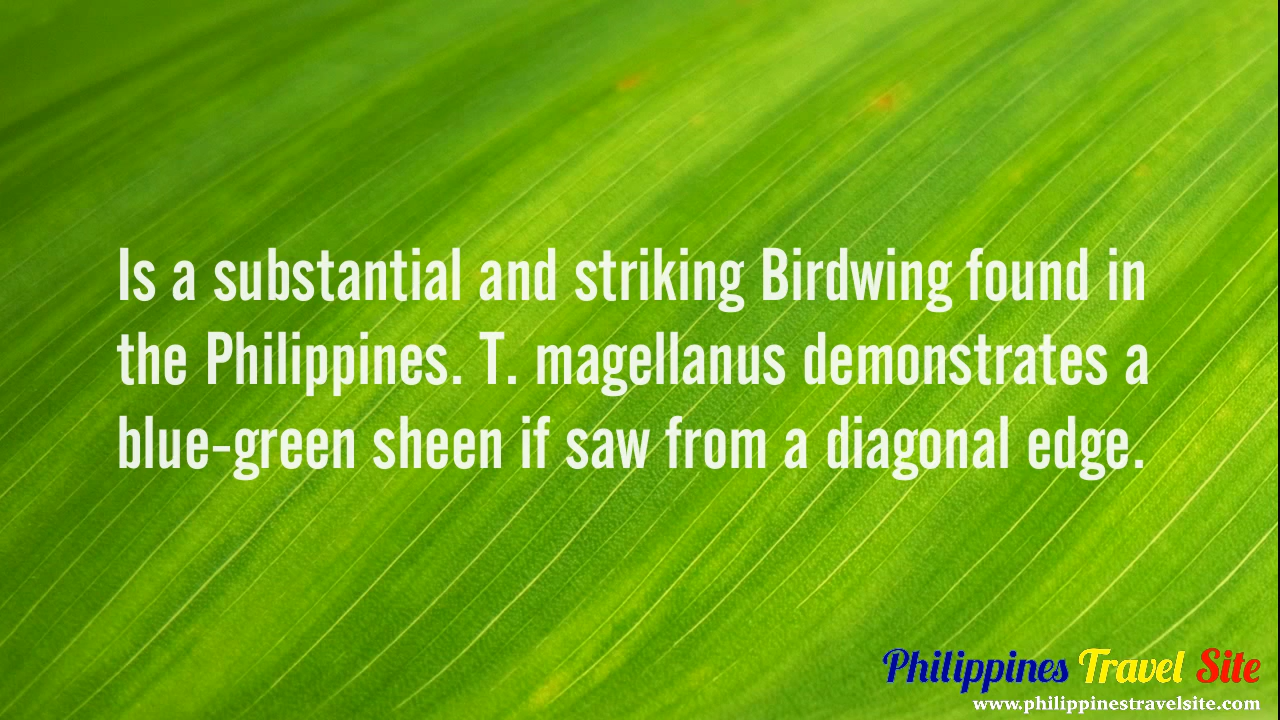 Is a substantial and striking Birdwing found in
the Philippines. T. magellanus demonstrates a
blue-green sheen if saw from a diagonal edge.
Philippines Travel Site
www.philippinestravelsite.com